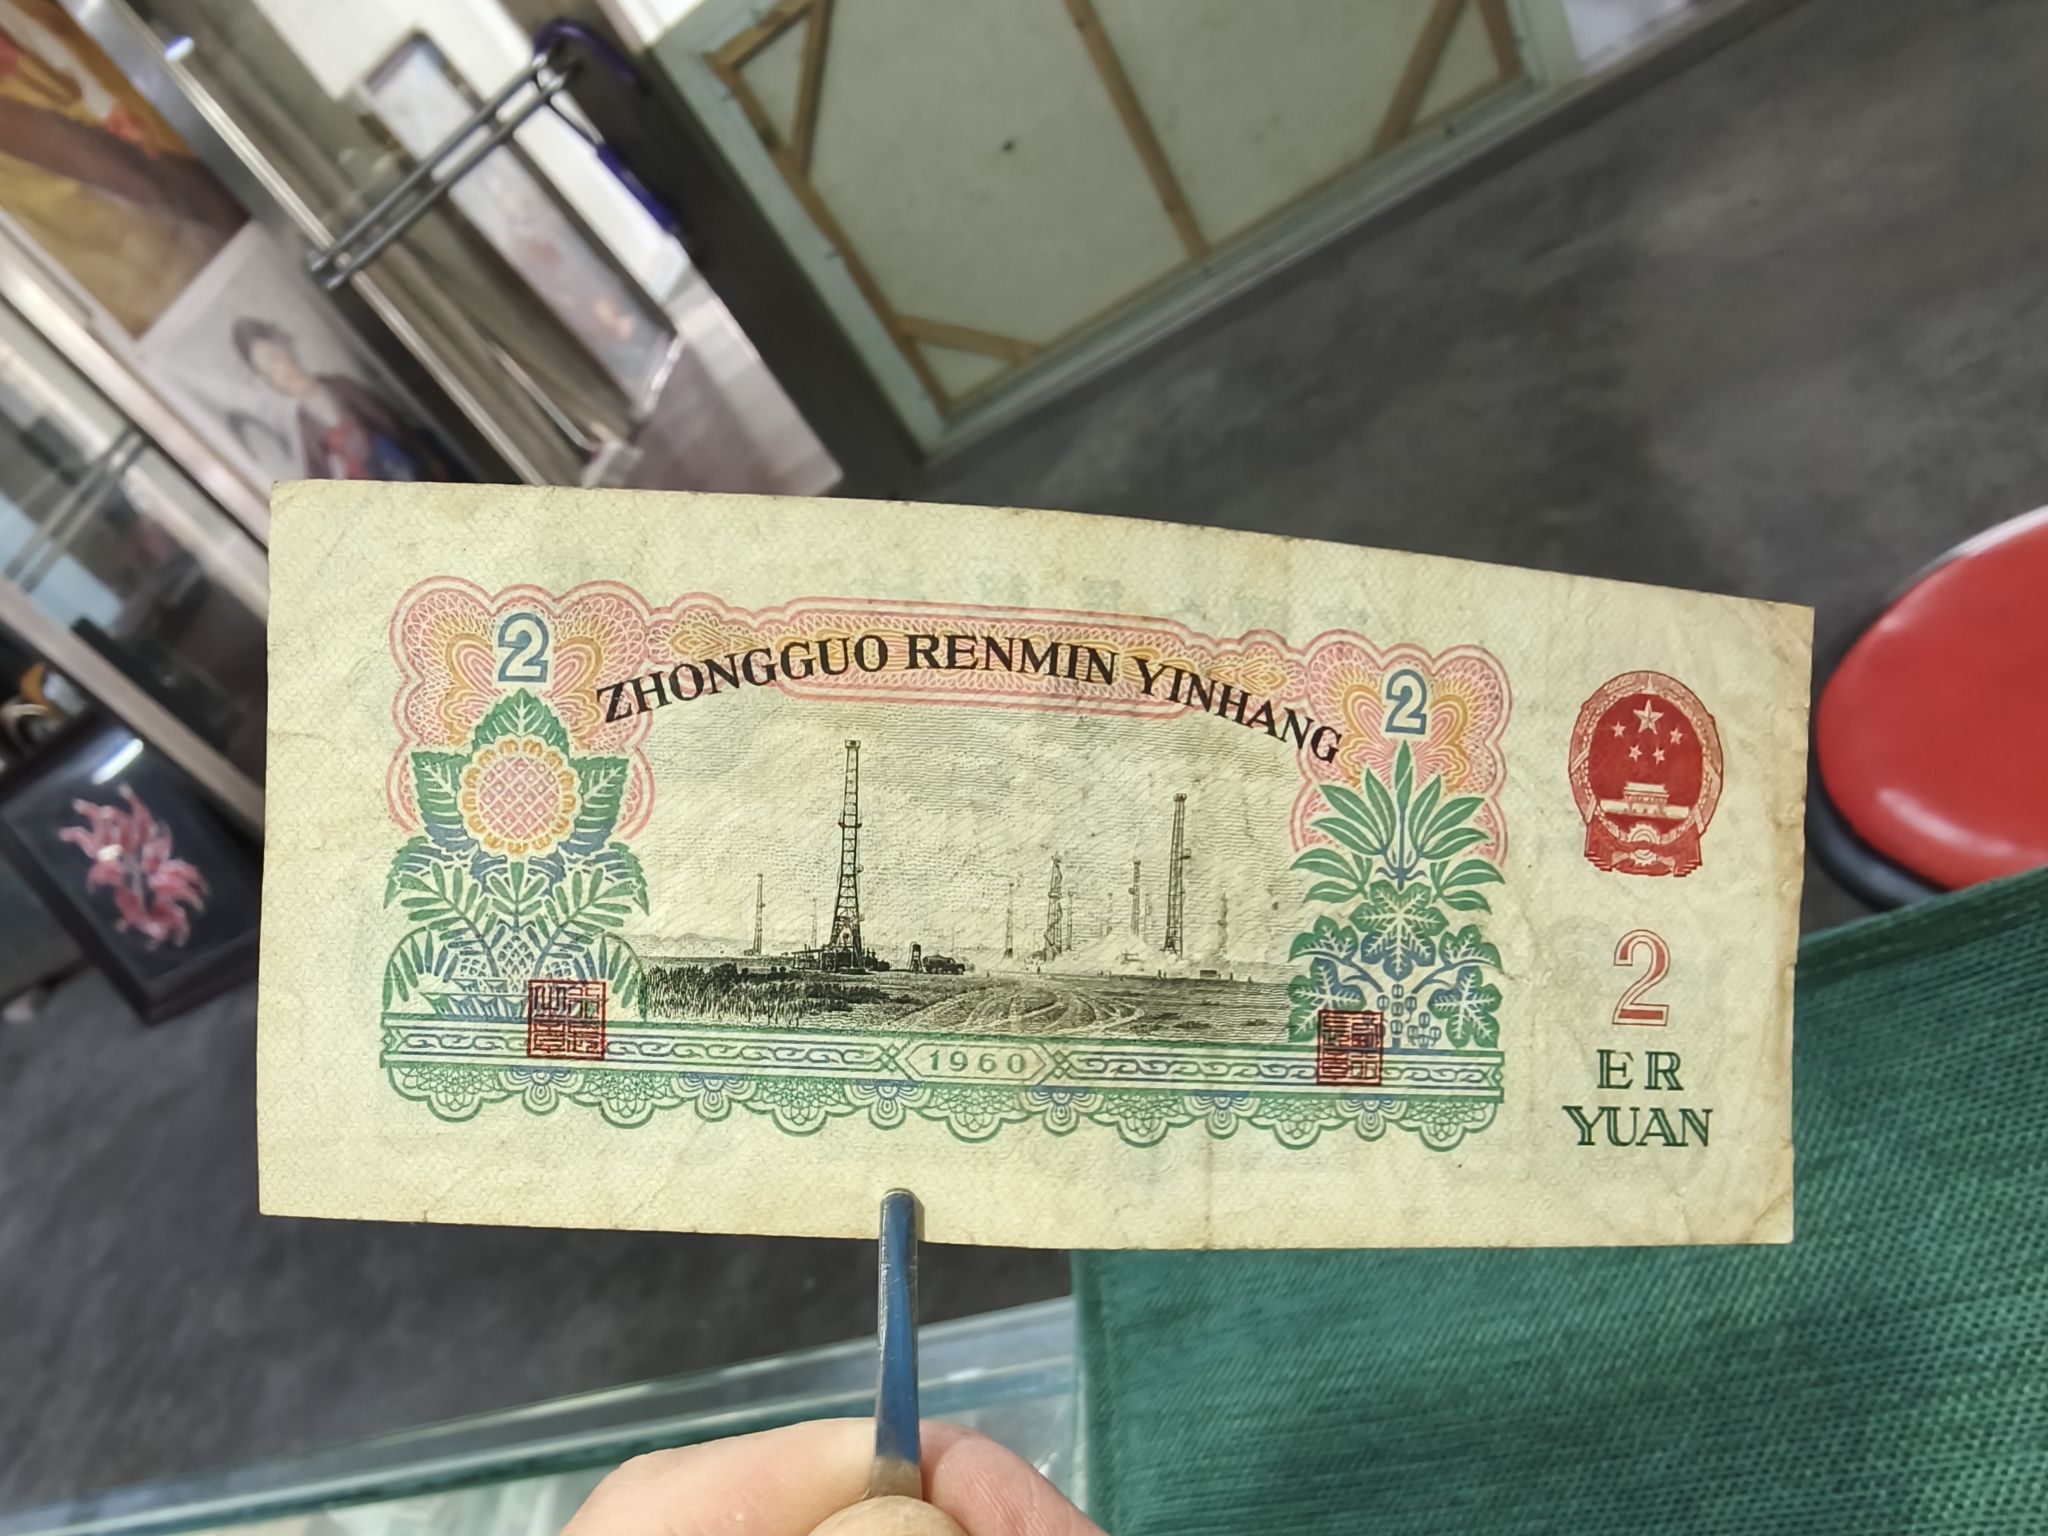 2
2
ZHONGGUO RENMIN YINHANG
1960
2
ER
YUAN